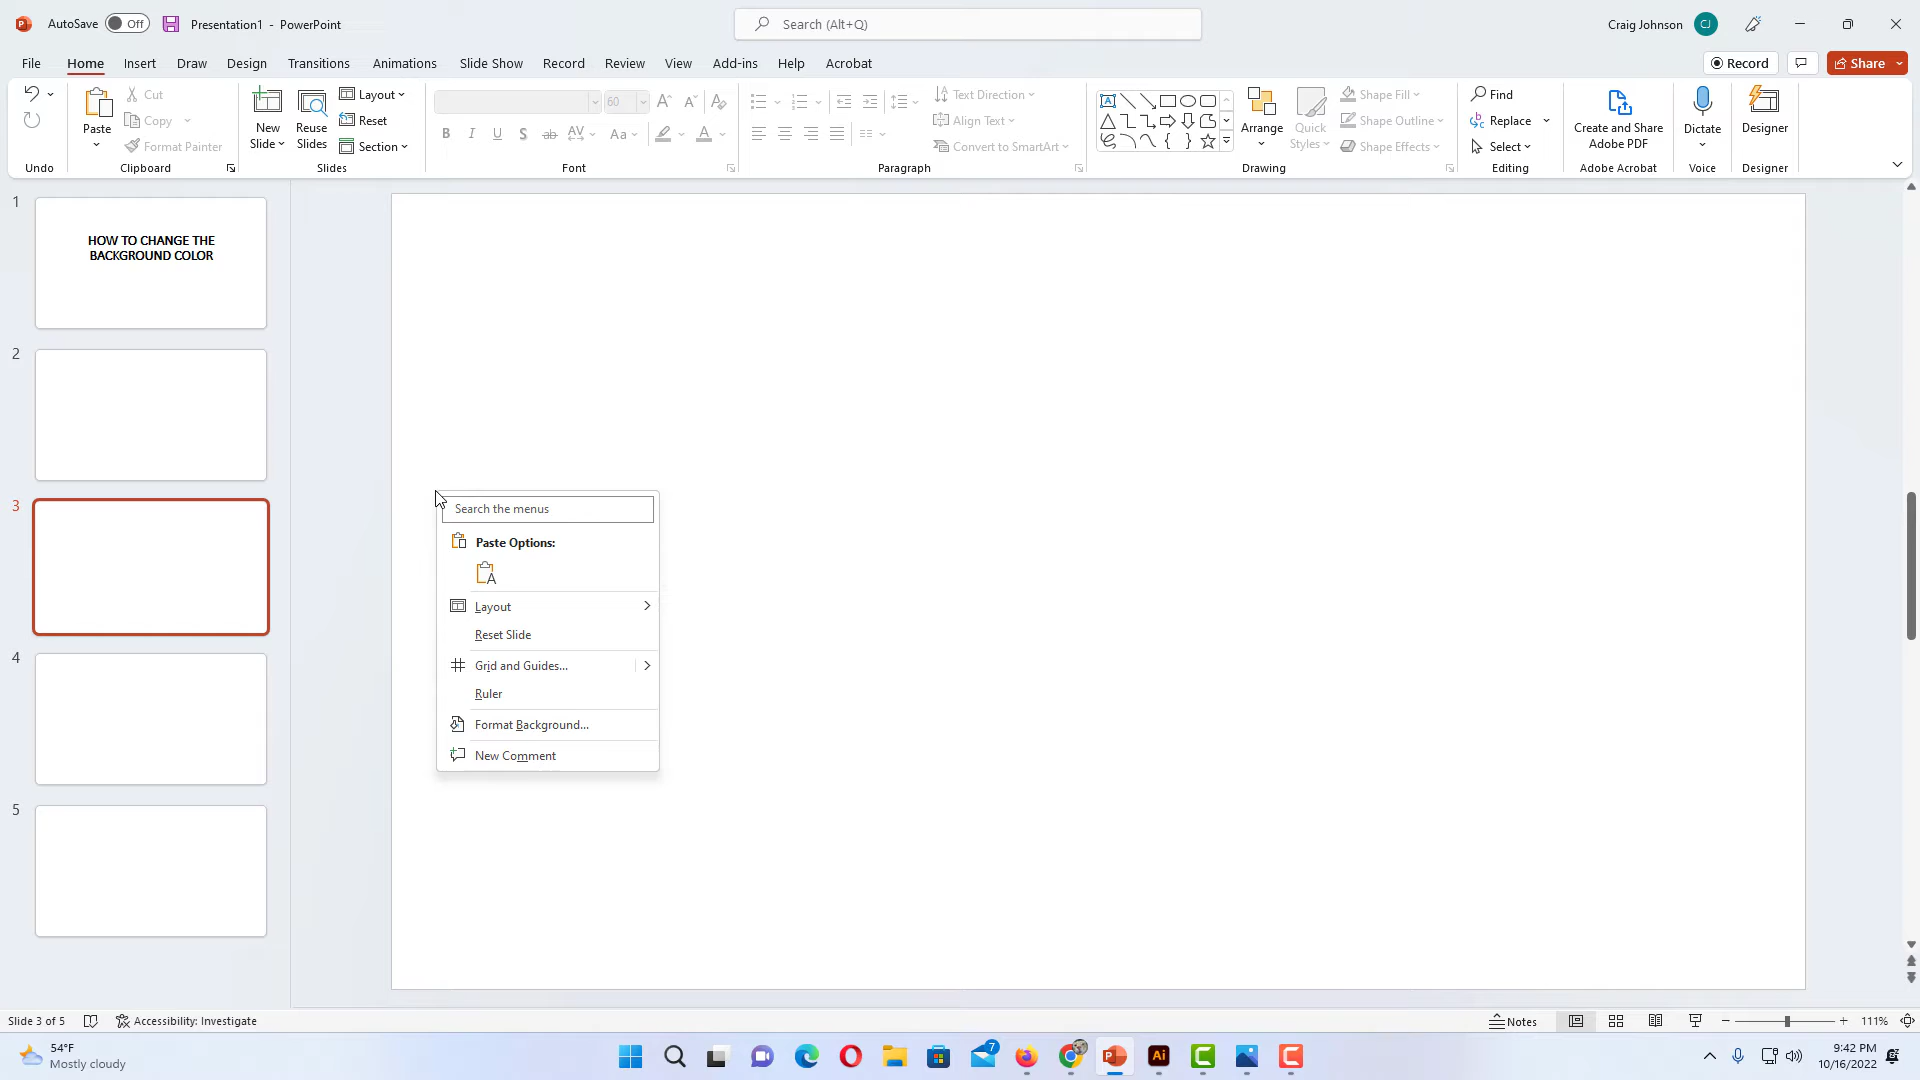 AutoSave Off Presentation1 - PowerPoint Search (Alt+Q) Craig Johnson CJ
File Home Insert Draw Design Transitions Animations Slide Show Record Review View Add-ins Help Acrobat Record Share
Paste Cut Copy Format Painter
New Slide Reuse Slides Layout Reset Section
60
B I U S ab AV Aa A
Text Direction Align Text Convert to SmartArt
Arrange Quick Styles Shape Fill Shape Outline Shape Effects
Find Replace Select
Create and Share Adobe PDF
Dictate
Designer
Undo Clipboard Slides Font Paragraph Drawing Editing Adobe Acrobat Voice Designer
1
HOW TO CHANGE THE
BACKGROUND COLOR
2
3
4
5
Search the menus
Paste Options:
A
Layout
Reset Slide
Grid and Guides...
Ruler
Format Background...
New Comment
Slide 3 of 5 Accessibility: Investigate Notes 111%
54°F
Mostly cloudy
7
Ai
9:42 PM
10/16/2022